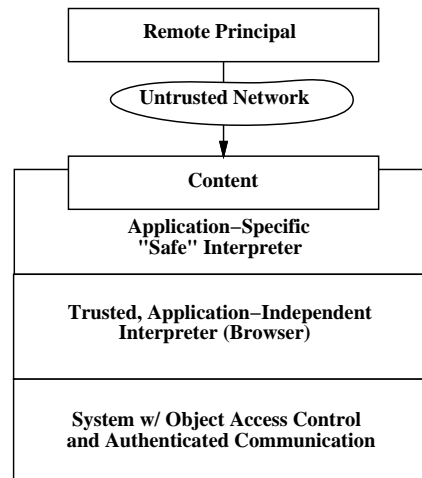 Remote Principal
Untrusted Network
Content
Application−Specific
"Safe" Interpreter
Trusted, Application−Independent
Interpreter (Browser)
System w/ Object Access Control
and Authenticated Communication